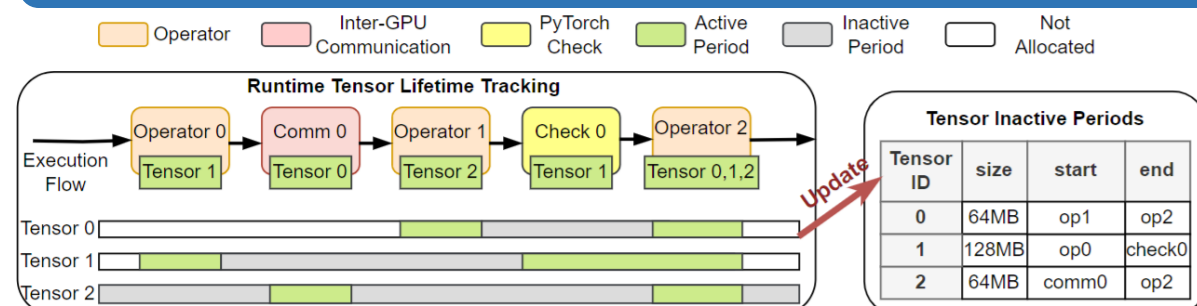 Operator
Inter-GPU
Communication
PyTorch
Check
Active
Period
Inactive
Period
Not
Allocated
Runtime Tensor Lifetime Tracking
Execution
Flow
Operator 0
Tensor 1
Comm 0
Tensor 0
Operator 1
Tensor 2
Check 0
Tensor 1
Operator 2
Tensor 0,1,2
Tensor 0
Tensor 1
Tensor 2
Update
Tensor Inactive Periods
Tensor ID size start end
0 64MB op1 op2
1 128MB op0 check0
2 64MB comm0 op2